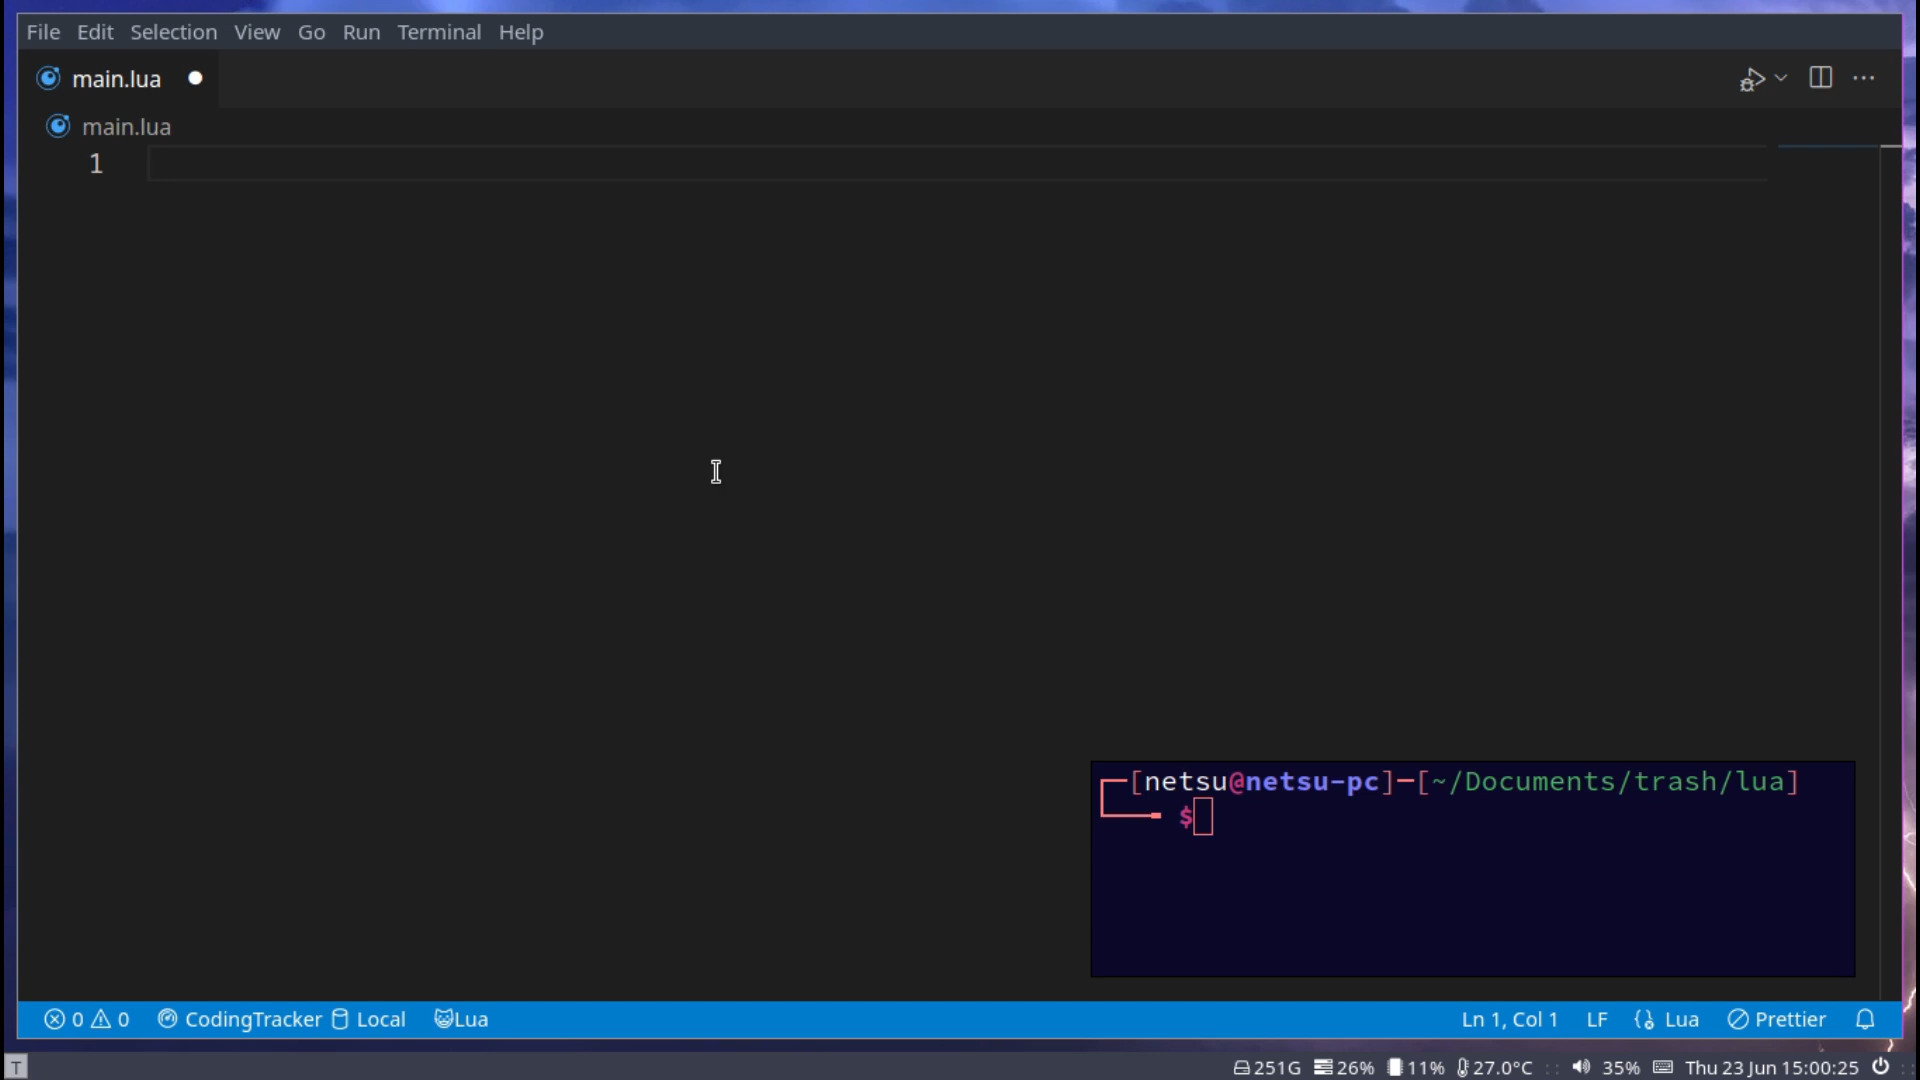 File Edit Selection View Go Run Terminal Help
main.lua
main.lua
1
[netsu@netsu-pc]-[~/Documents/trash/lua]
$
0 0 CodingTracker Local Lua Ln 1, Col 1 LF Lua Prettier
T 251G 26% 11% 27.0°C 35% Thu 23 Jun 15:00:25